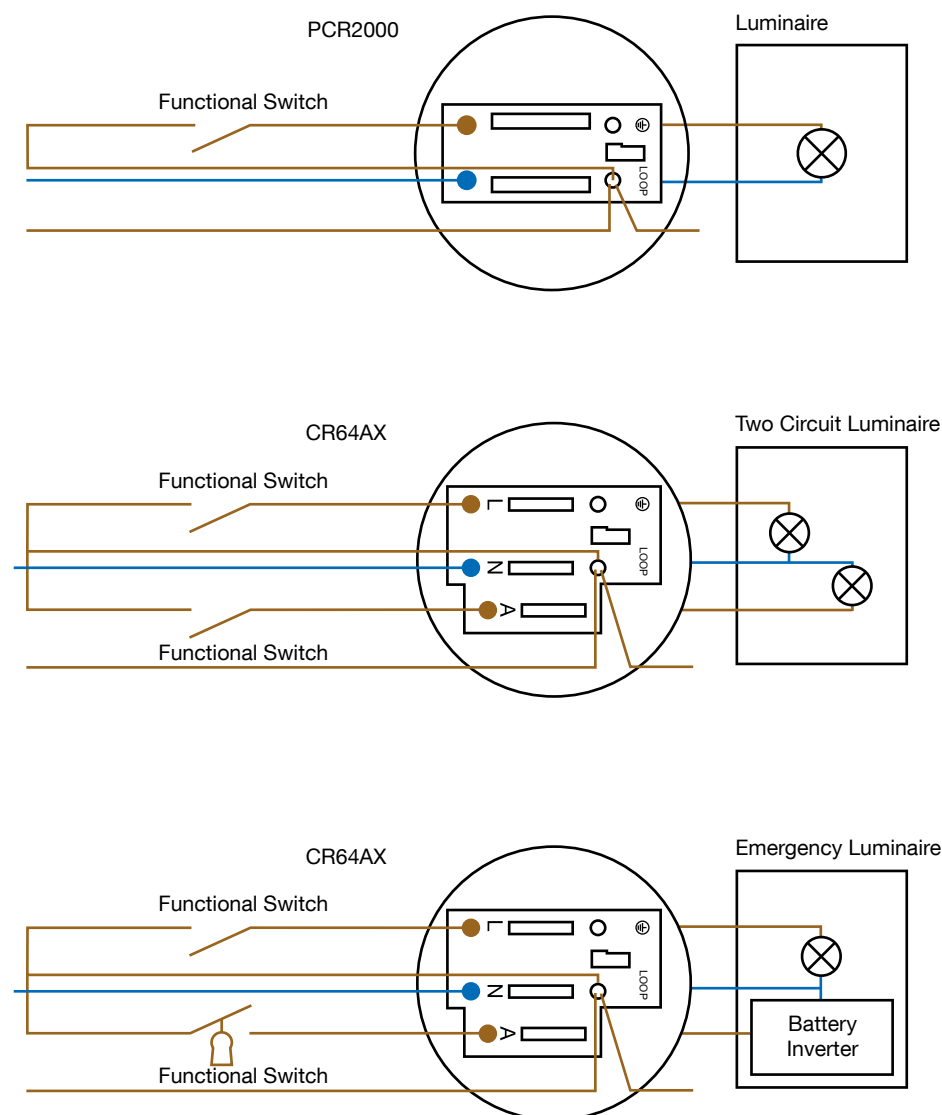 PCR2000
Luminaire
Functional Switch
LOOP
CR64AX
Two Circuit Luminaire
Functional Switch
L
N
LOOP
A
Functional Switch
CR64AX
Emergency Luminaire
Functional Switch
L
N
LOOP
A
Battery
Inverter
Functional Switch